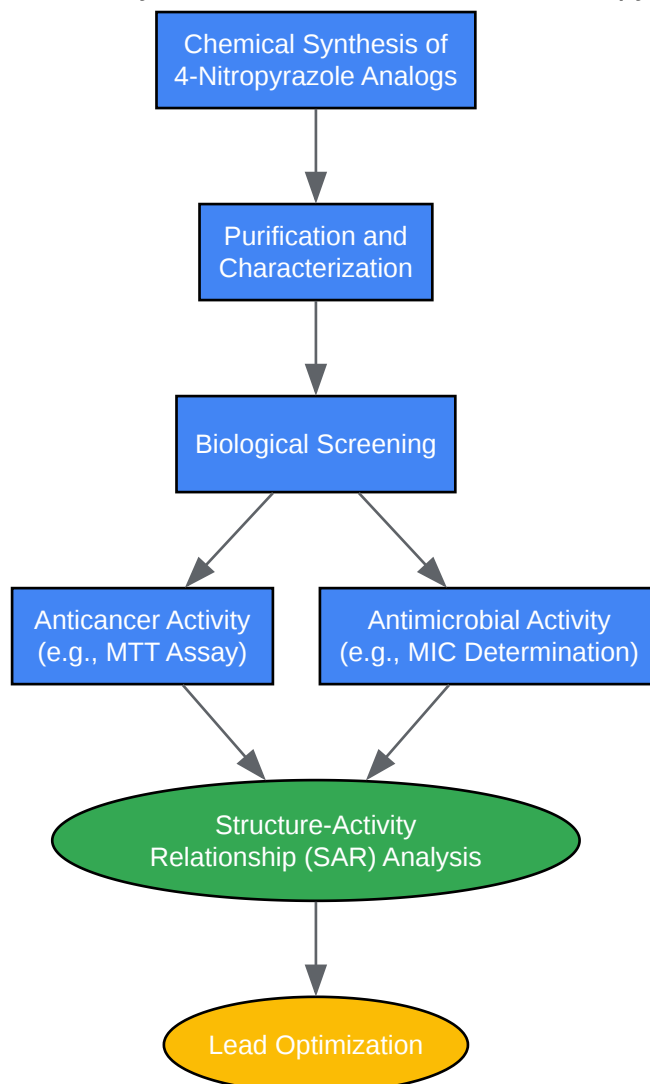 Chemical Synthesis of
4-Nitropyrazole Analogs
Purification and
Characterization
Biological Screening
Anticancer Activity
(e.g., MTT Assay)
Antimicrobial Activity
(e.g., MIC Determination)
Structure-Activity
Relationship (SAR) Analysis
Lead Optimization